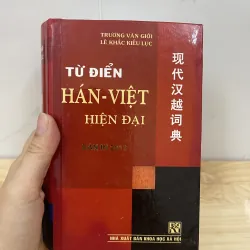 TRƯƠNG VĂN GIỚI
LÊ KHẮC KIỀU LỤC
TỪ ĐIỂN
HÁN-VIỆT
HIỆN ĐẠI
现代汉越词典
NHÀ XUẤT BẢN KHOA HỌC XÃ HỘI